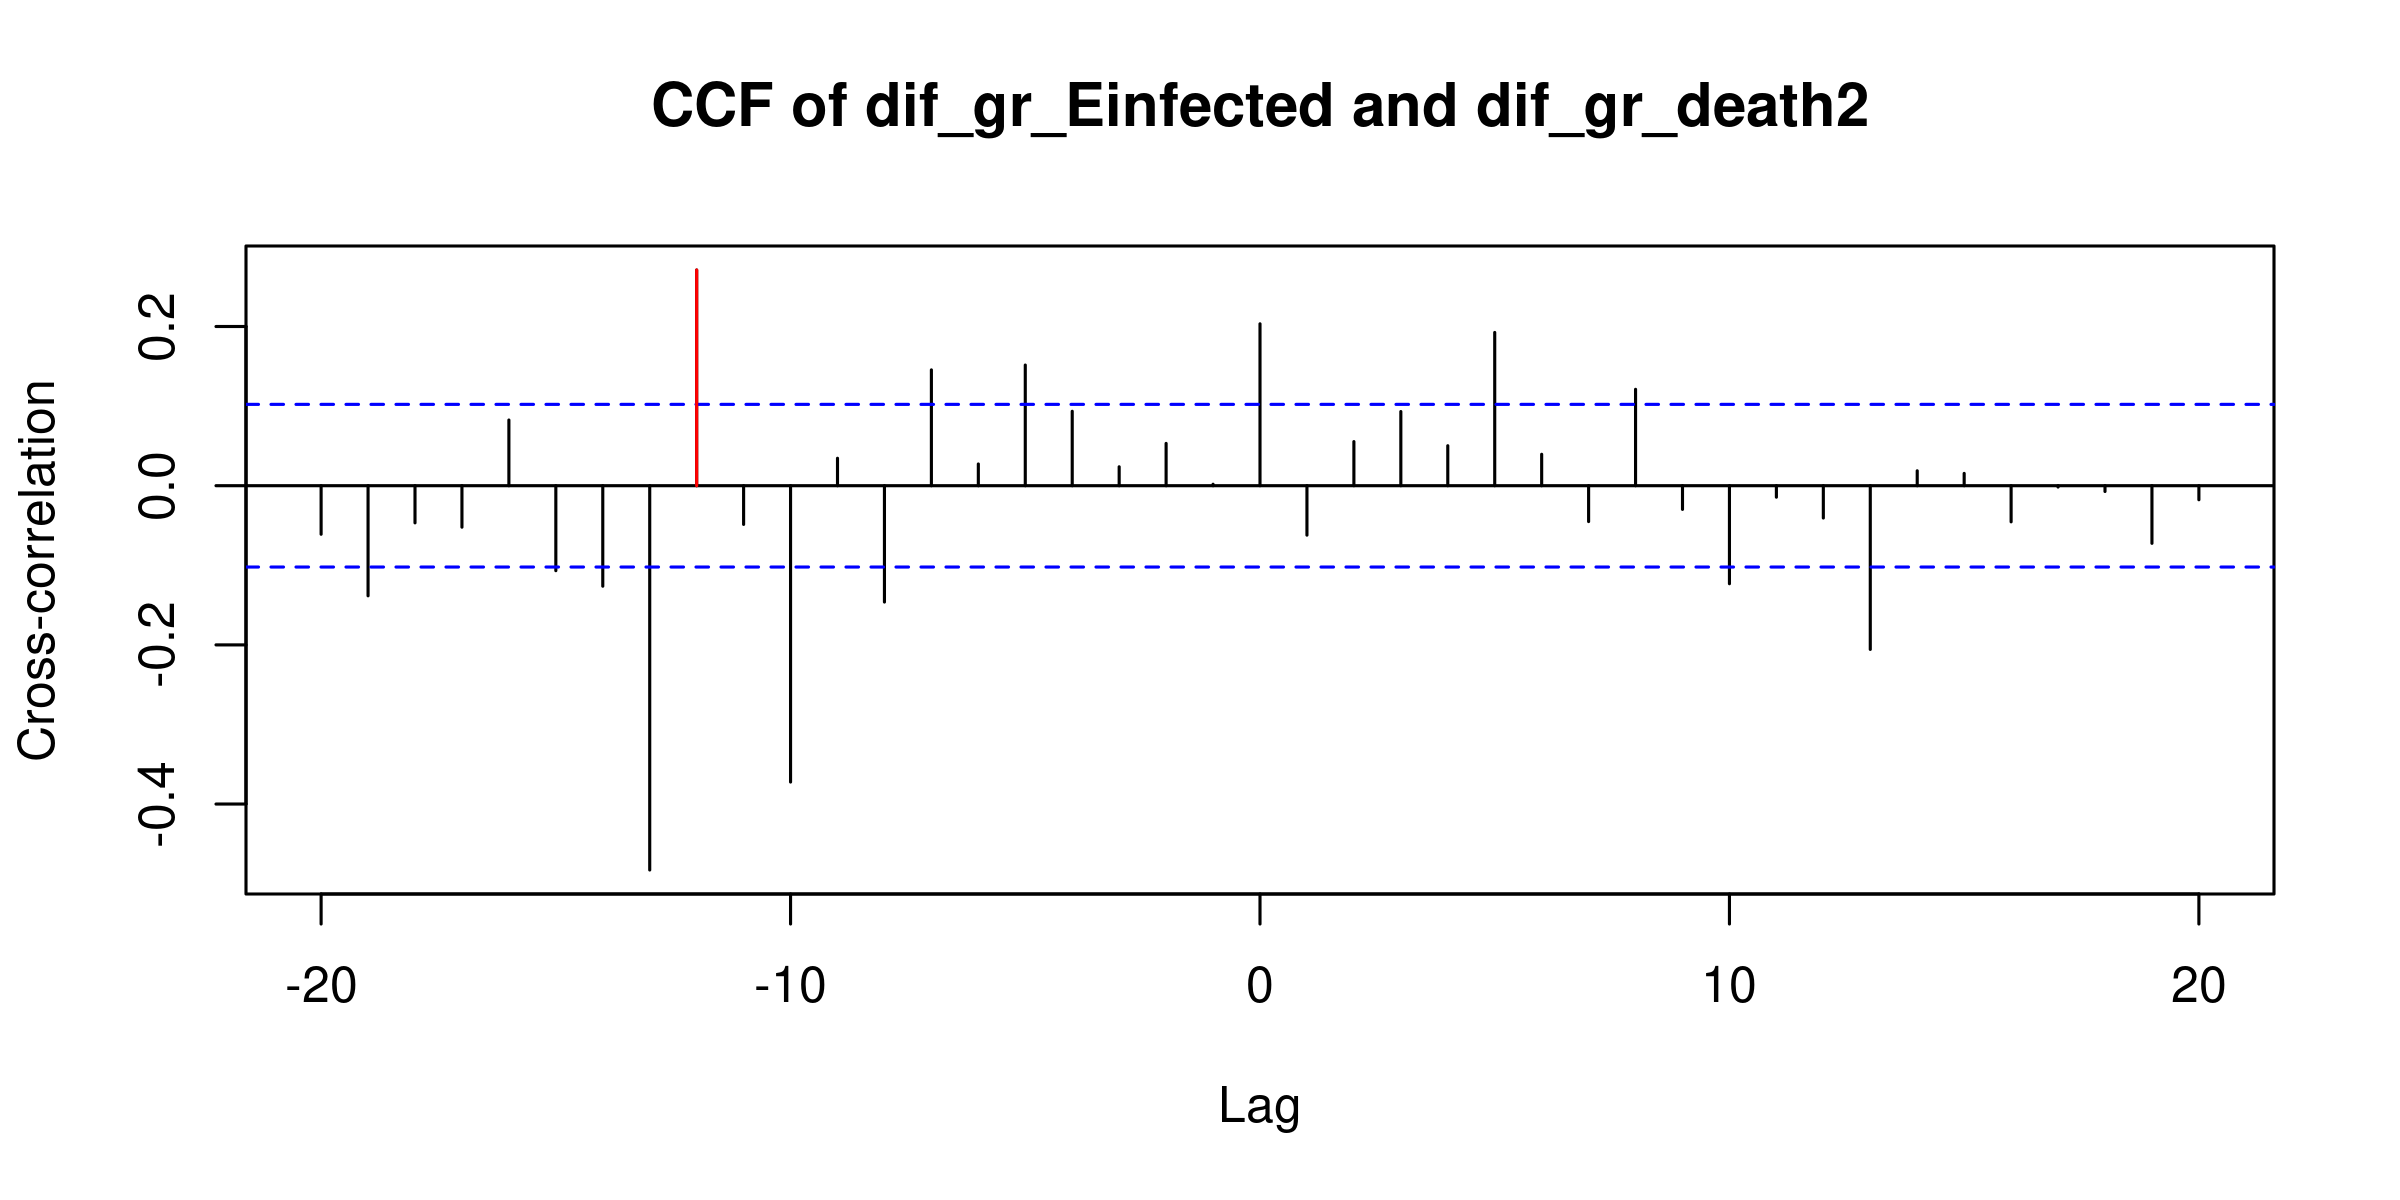 CCF of dif_gr_Einfected and dif_gr_death2
Cross-correlation
0.2
0.0
-0.2
-0.4
-20 -10 0 10 20
Lag